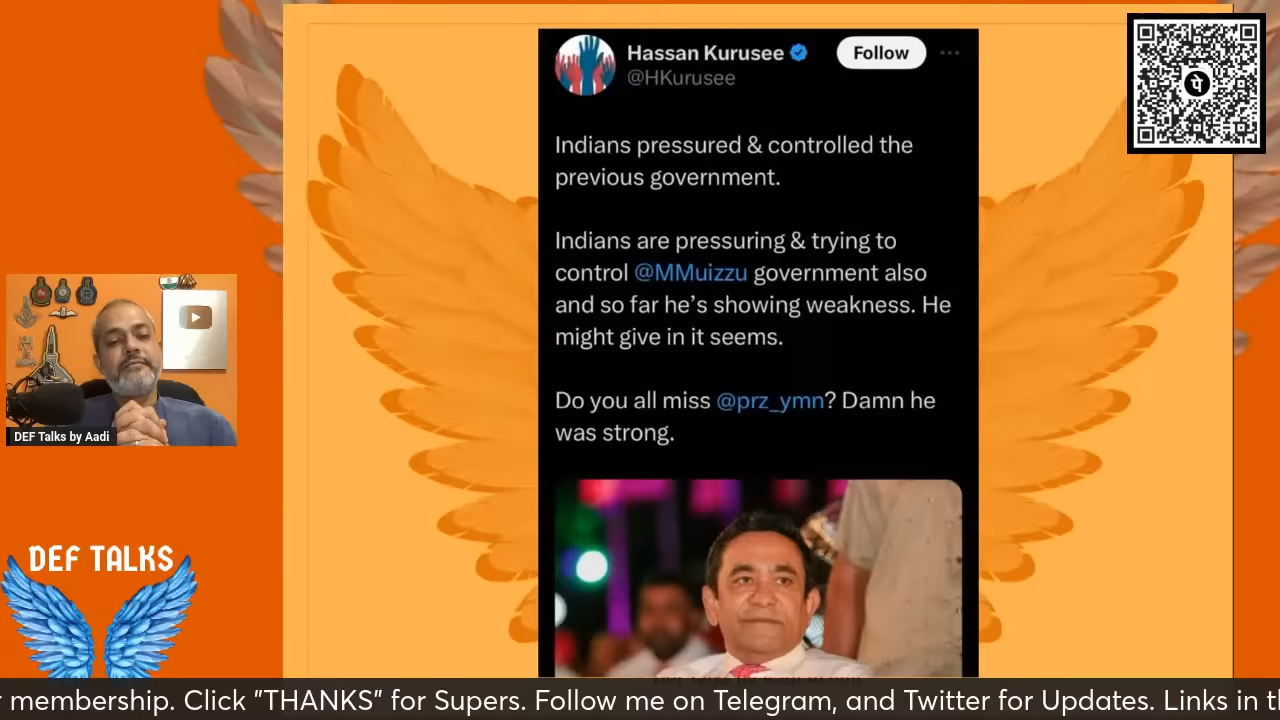 Hassan Kurusee
Follow
@HKurusee
Indians pressured & controlled the
previous government.
Indians are pressuring & trying to
control @MMuizzu government also
and so far he's showing weakness. He
might give in it seems.
Do you all miss @prz_ymn? Damn he
was strong.
पे
DEF Talks by Aadi
DEF TALKS
membership. Click "THANKS" for Supers. Follow me on Telegram, and Twitter for Updates. Links in